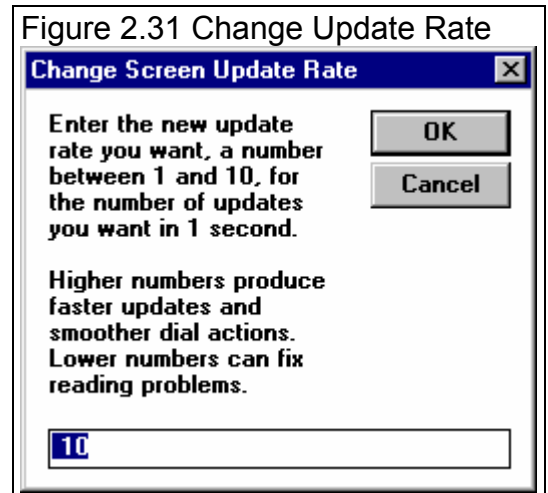 Figure 2.31 Change Update Rate
Change Screen Update Rate
Enter the new update
rate you want, a number
between 1 and 10, for
the number of updates
you want in 1 second.
OK
Cancel
Higher numbers produce
faster updates and
smoother dial actions.
Lower numbers can fix
reading problems.
10